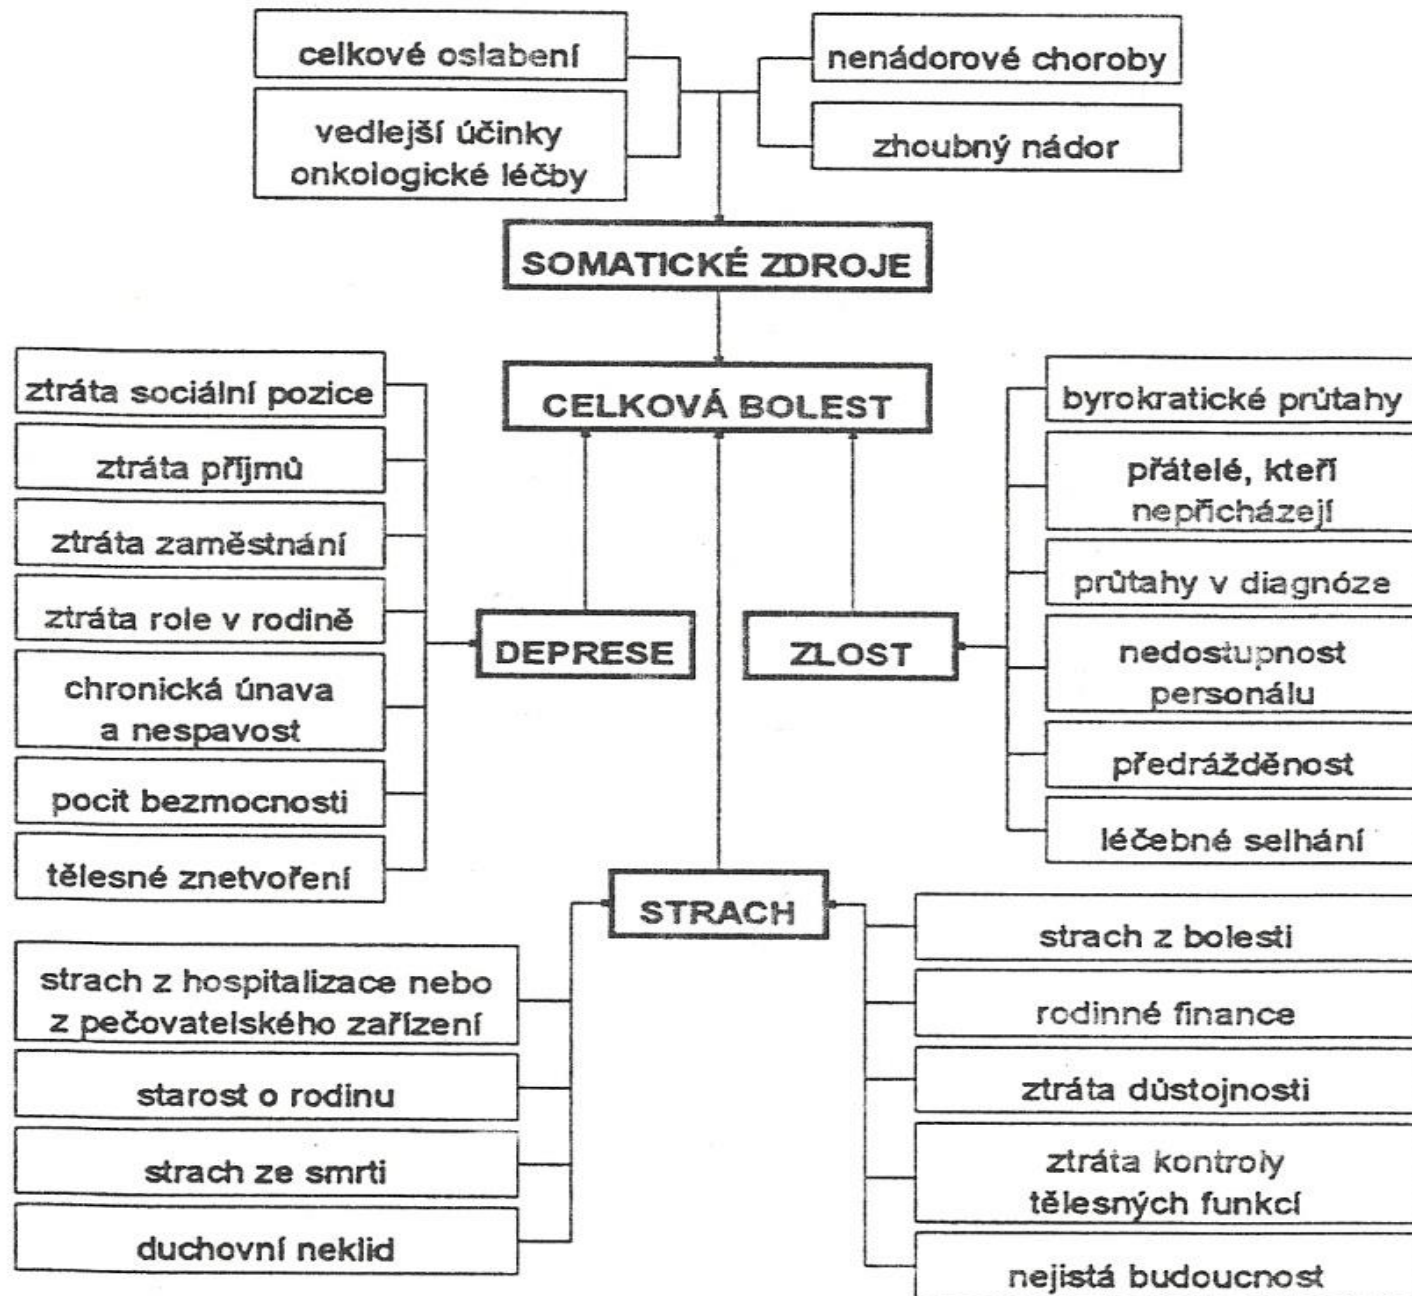 celkové oslabení
vedlejší účinky
onkologické léčby
nenádorové choroby
zhoubný nádor
SOMATICKÉ ZDROJE
CELKOVÁ BOLEST
ztráta sociální pozice
ztráta příjmů
ztráta zaměstnání
ztráta role v rodině
chronická únava
a nespavost
pocit bezmocnosti
tělesné znetvoření
DEPRESE
ZLOST
byrokratické průtahy
přátelé, kteří
nepřicházejí
průtahy v diagnóze
nedostupnost
personálu
předrážděnost
léčebné selhání
STRACH
strach z hospitalizace nebo
z pečovatelského zařízení
starost o rodinu
strach ze smrti
duchovní neklid
strach z bolesti
rodinné finance
ztráta důstojnosti
ztráta kontroly
tělesných funkcí
nejistá budoucnost